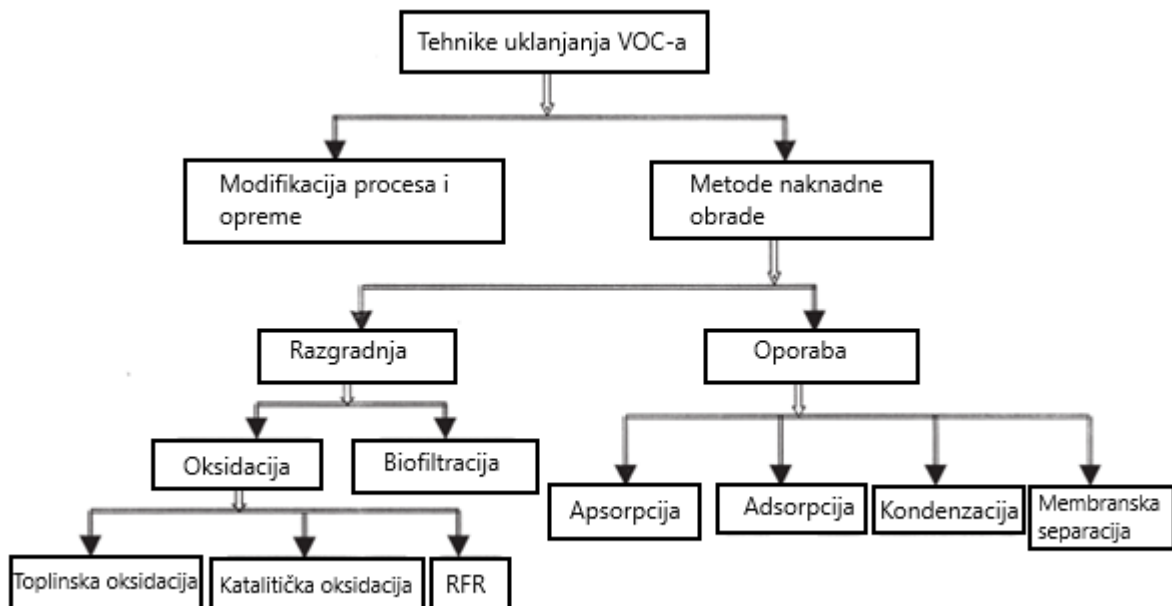 Tehnike uklanjanja VOC-a
Modifikacija procesa i
opreme
Metode naknadne
obrade
Razgradnja
Oporaba
Oksidacija
Biofiltracija
Apsorpcija
Adsorpcija
Kondenzacija
Membranska
separacija
Toplinska oksidacija
Katalitička oksidacija
RFR